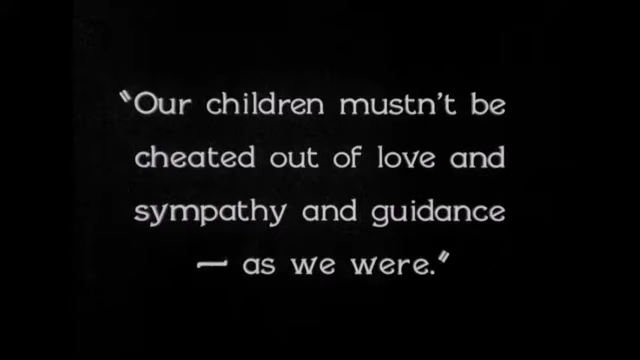 "Our children mustn't be
cheated out of love and
sympathy and guidance
— as we were."